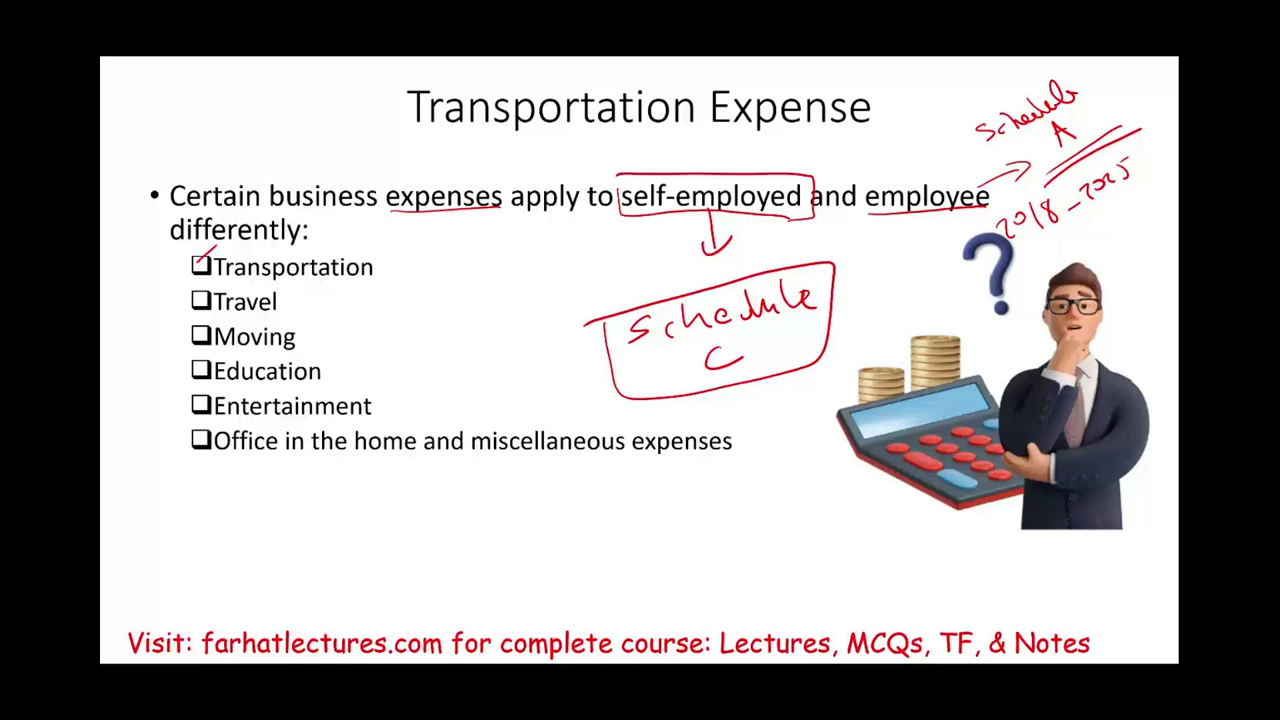 Transportation Expense
Schedule
A
2018-2025
• Certain business expenses apply to self-employed and employee
differently:
❑Transportation
❑Travel
❑Moving
❑Education
❑Entertainment
❑Office in the home and miscellaneous expenses
Schedule
C
?
Visit: farhatlectures.com for complete course: Lectures, MCQs, TF, & Notes